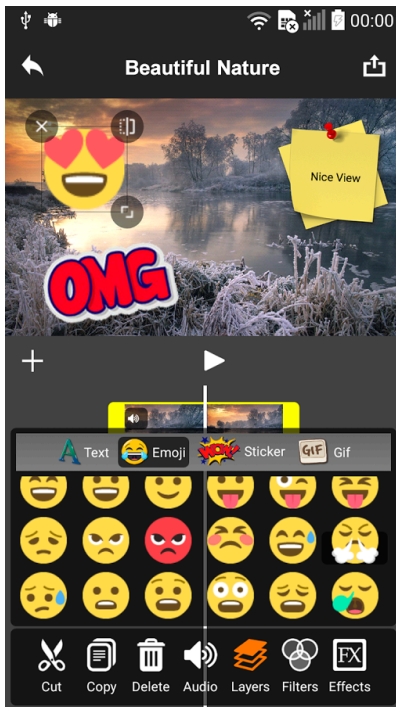 00:00
Beautiful Nature
Nice View
OMG
Text
Emoji
WOW!
Sticker
GIF
Gif
FX
Cut
Copy
Delete
Audio
Layers
Filters
Effects